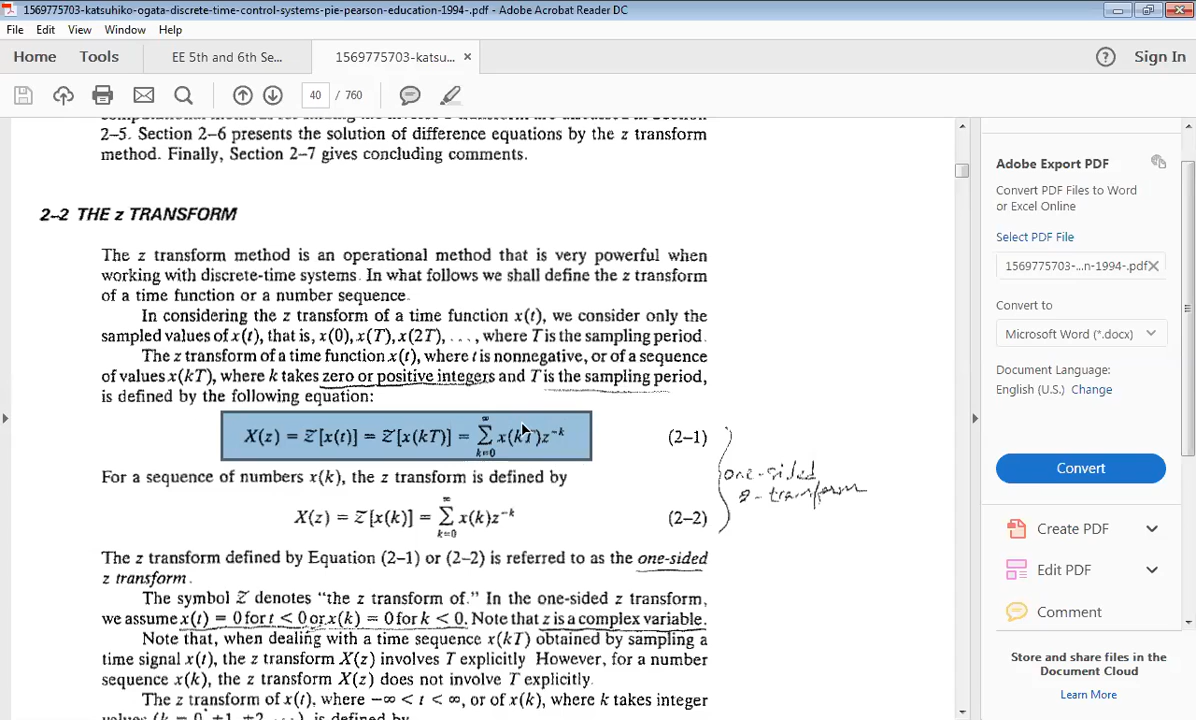 1569775703-katsuhiko-ogata-discrete-time-control-systems-pie-pearson-education-1994-.pdf - Adobe Acrobat Reader DC
File Edit View Window Help
Home Tools EE 5th and 6th Se... 1569775703-katsu... × Sign In
40 / 760
2–5. Section 2–6 presents the solution of difference equations by the z transform
method. Finally, Section 2–7 gives concluding comments.
2–2 THE z TRANSFORM
The z transform method is an operational method that is very powerful when
working with discrete-time systems. In what follows we shall define the z transform
of a time function or a number sequence.
In considering the z transform of a time function x(t), we consider only the
sampled values of x(t), that is, x(0), x(T), x(2T), . . . , where T is the sampling period.
The z transform of a time function x(t), where t is nonnegative, or of a sequence
of values x(kT), where k takes zero or positive integers and T is the sampling period,
is defined by the following equation:
X(z) = Z[x(t)] = Z[x(kT)] = ∑_{k=0}^{∞} x(kT)z^{-k} (2–1)
For a sequence of numbers x(k), the z transform is defined by
X(z) = Z[x(k)] = ∑_{k=0}^{∞} x(k)z^{-k} (2–2)
one-sided
z-transform
The z transform defined by Equation (2–1) or (2–2) is referred to as the one-sided
z transform.
The symbol Z denotes "the z transform of." In the one-sided z transform,
we assume x(t) = 0 for t < 0 or x(k) = 0 for k < 0. Note that z is a complex variable.
Note that, when dealing with a time sequence x(kT) obtained by sampling a
time signal x(t), the z transform X(z) involves T explicitly However, for a number
sequence x(k), the z transform X(z) does not involve T explicitly.
The z transform of x(t), where −∞ < t < ∞, or of x(k), where k takes integer
Adobe Export PDF
Convert PDF Files to Word
or Excel Online
Select PDF File
1569775703-...n-1994-.pdf ×
Convert to
Microsoft Word (*.docx)
Document Language:
English (U.S.) Change
Convert
Create PDF
Edit PDF
Comment
Store and share files in the
Document Cloud
Learn More